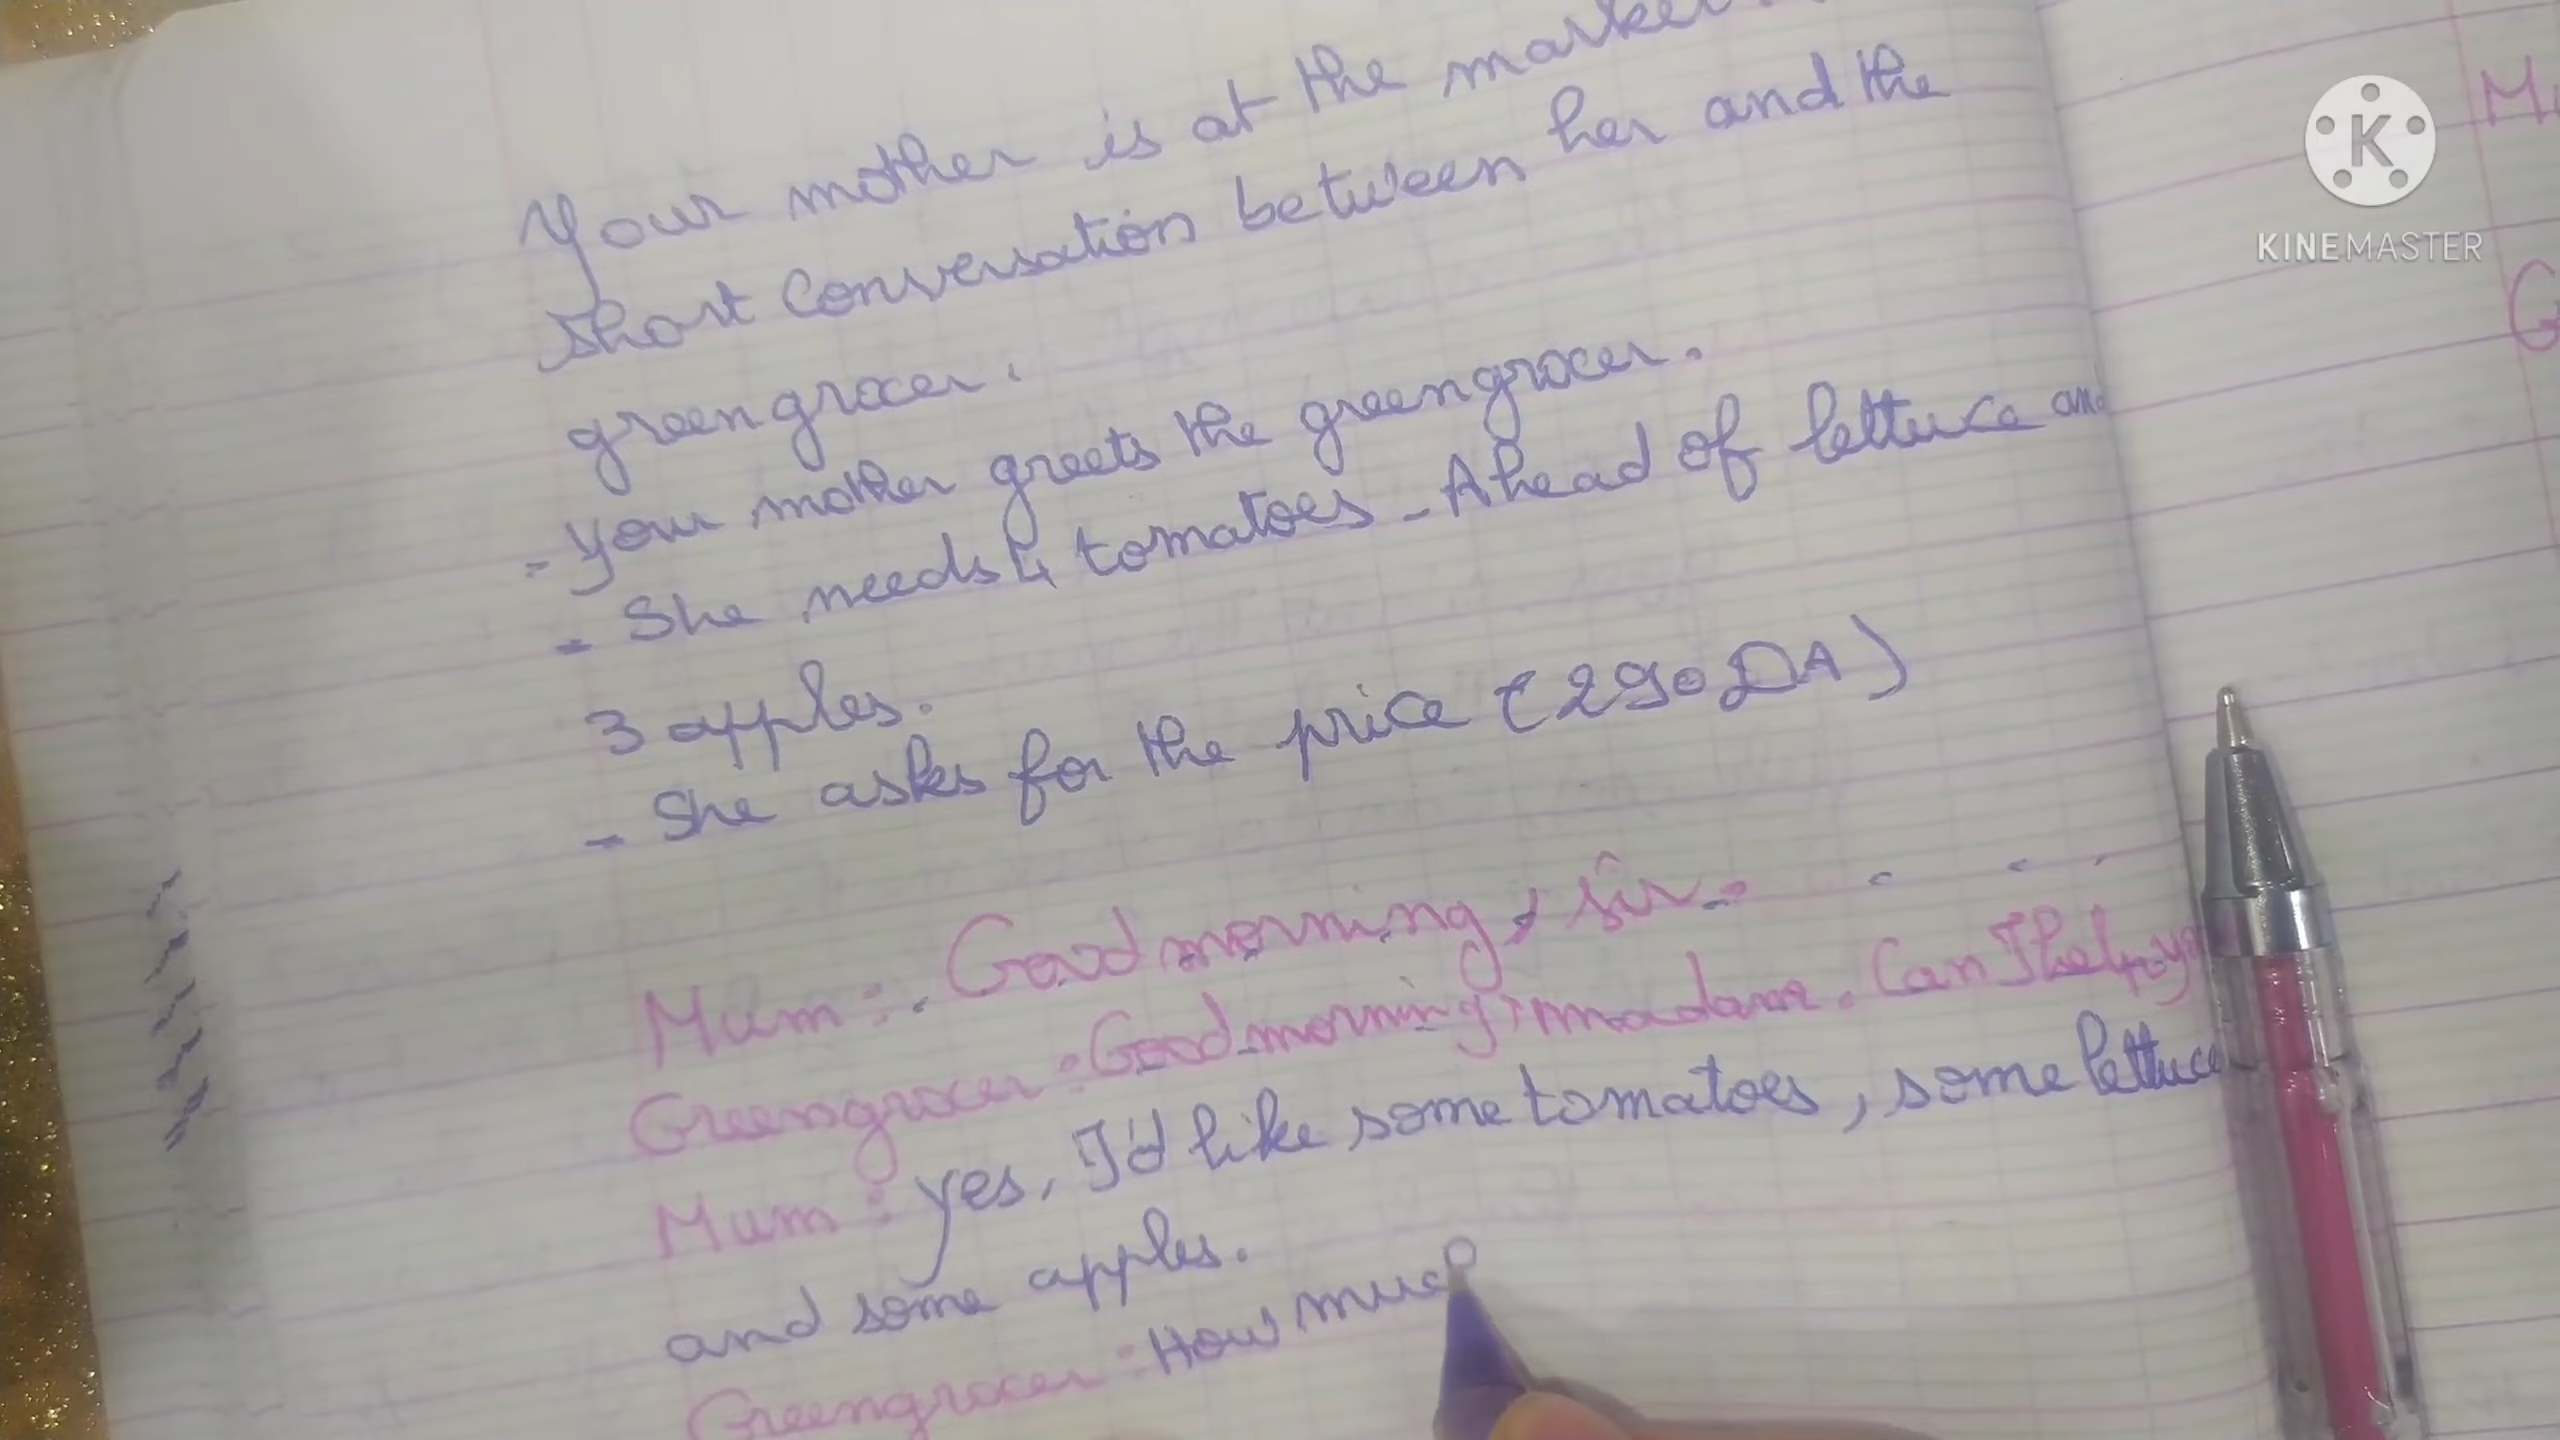 Your mother is at the market.
short conversation between her and the
greengrocer.
- your mother greets the greengrocer.
- She needs 4 tomatoes - A head of lettuce and
3 apples.
- She asks for the price (290 DA)
Mum: Good morning, sir.
Greengrocer: Good morning, madam. Can I help you
Mum: yes, I'd like some tomatoes, some lettuce
and some apples.
Greengrocer: How much
K
KINEMASTER